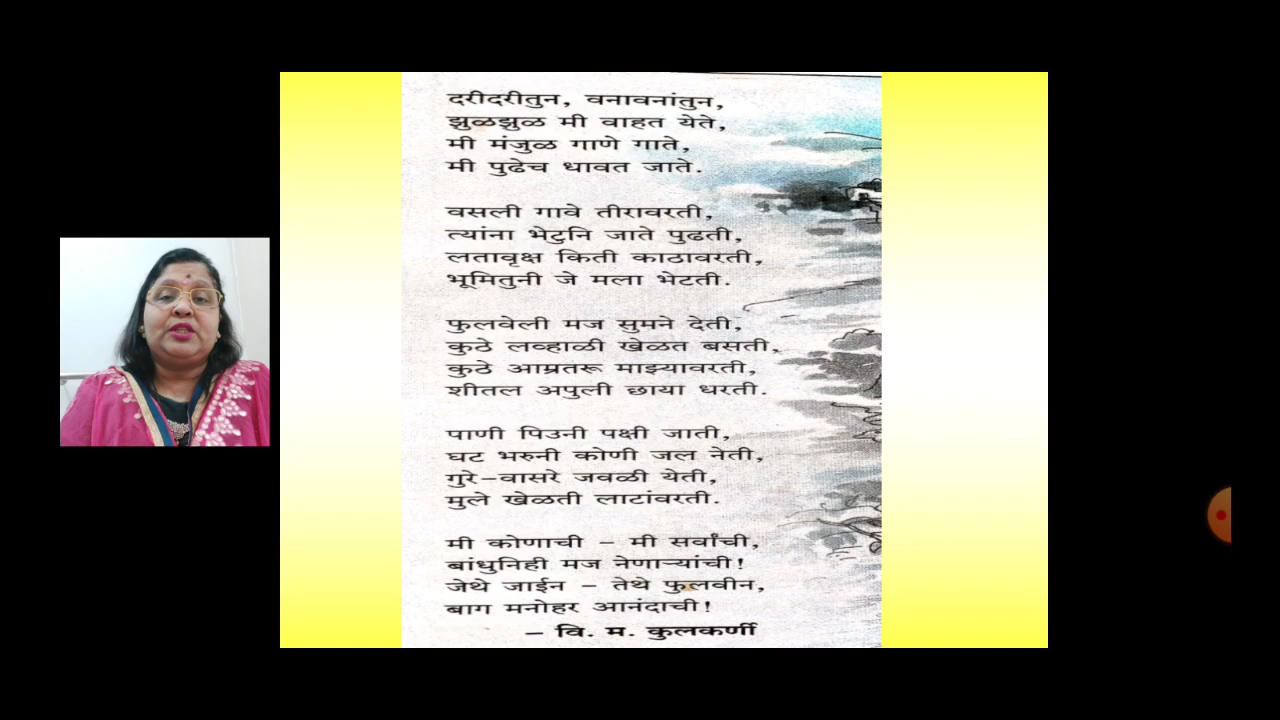 दरीदरीतुन, वनावनांतुन,
झुळझुळ मी वाहत येते,
मी मंजुळ गाणे गाते,
मी पुढेच धावत जाते.
वसली गावे तीरावरती,
त्यांना भेटुनि जाते पुढती,
लतावृक्ष किती काठावरती,
भूमितुनी जे मला भेटती.
फुलवेली मज सुमने देती,
कुठे लव्हाळी खेळत बसती,
कुठे आम्रतरू माझ्यावरती,
शीतल अपुली छाया धरती.
पाणी पिउनी पक्षी जाती,
घट भरुनी कोणी जल नेती,
गुरे-वासरे जवळी येती,
मुले खेळती लाटांवरती.
मी कोणाची - मी सर्वांची,
बांधुनिही मज नेणाऱ्यांची!
जेथे जाईन - तेथे फुलवीन,
बाग मनोहर आनंदाची!
- वि. म. कुलकर्णी